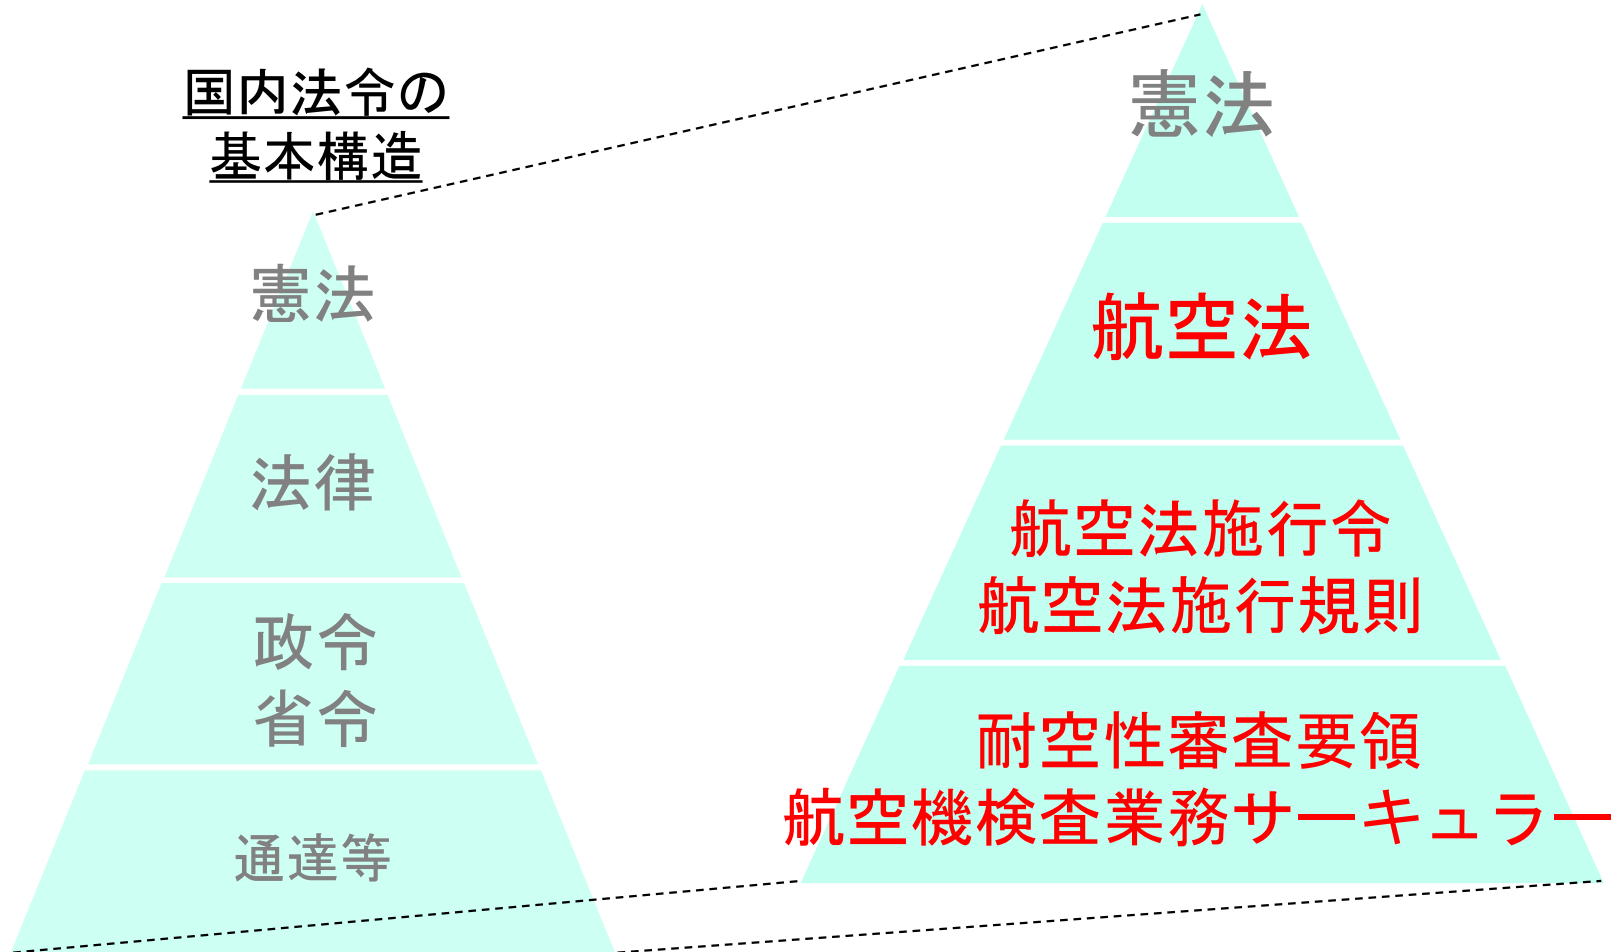 国内法令の
基本構造
憲法
法律
政令
省令
通達等
憲法
航空法
航空法施行令
航空法施行規則
耐空性審査要領
航空機検査業務サーキュラー